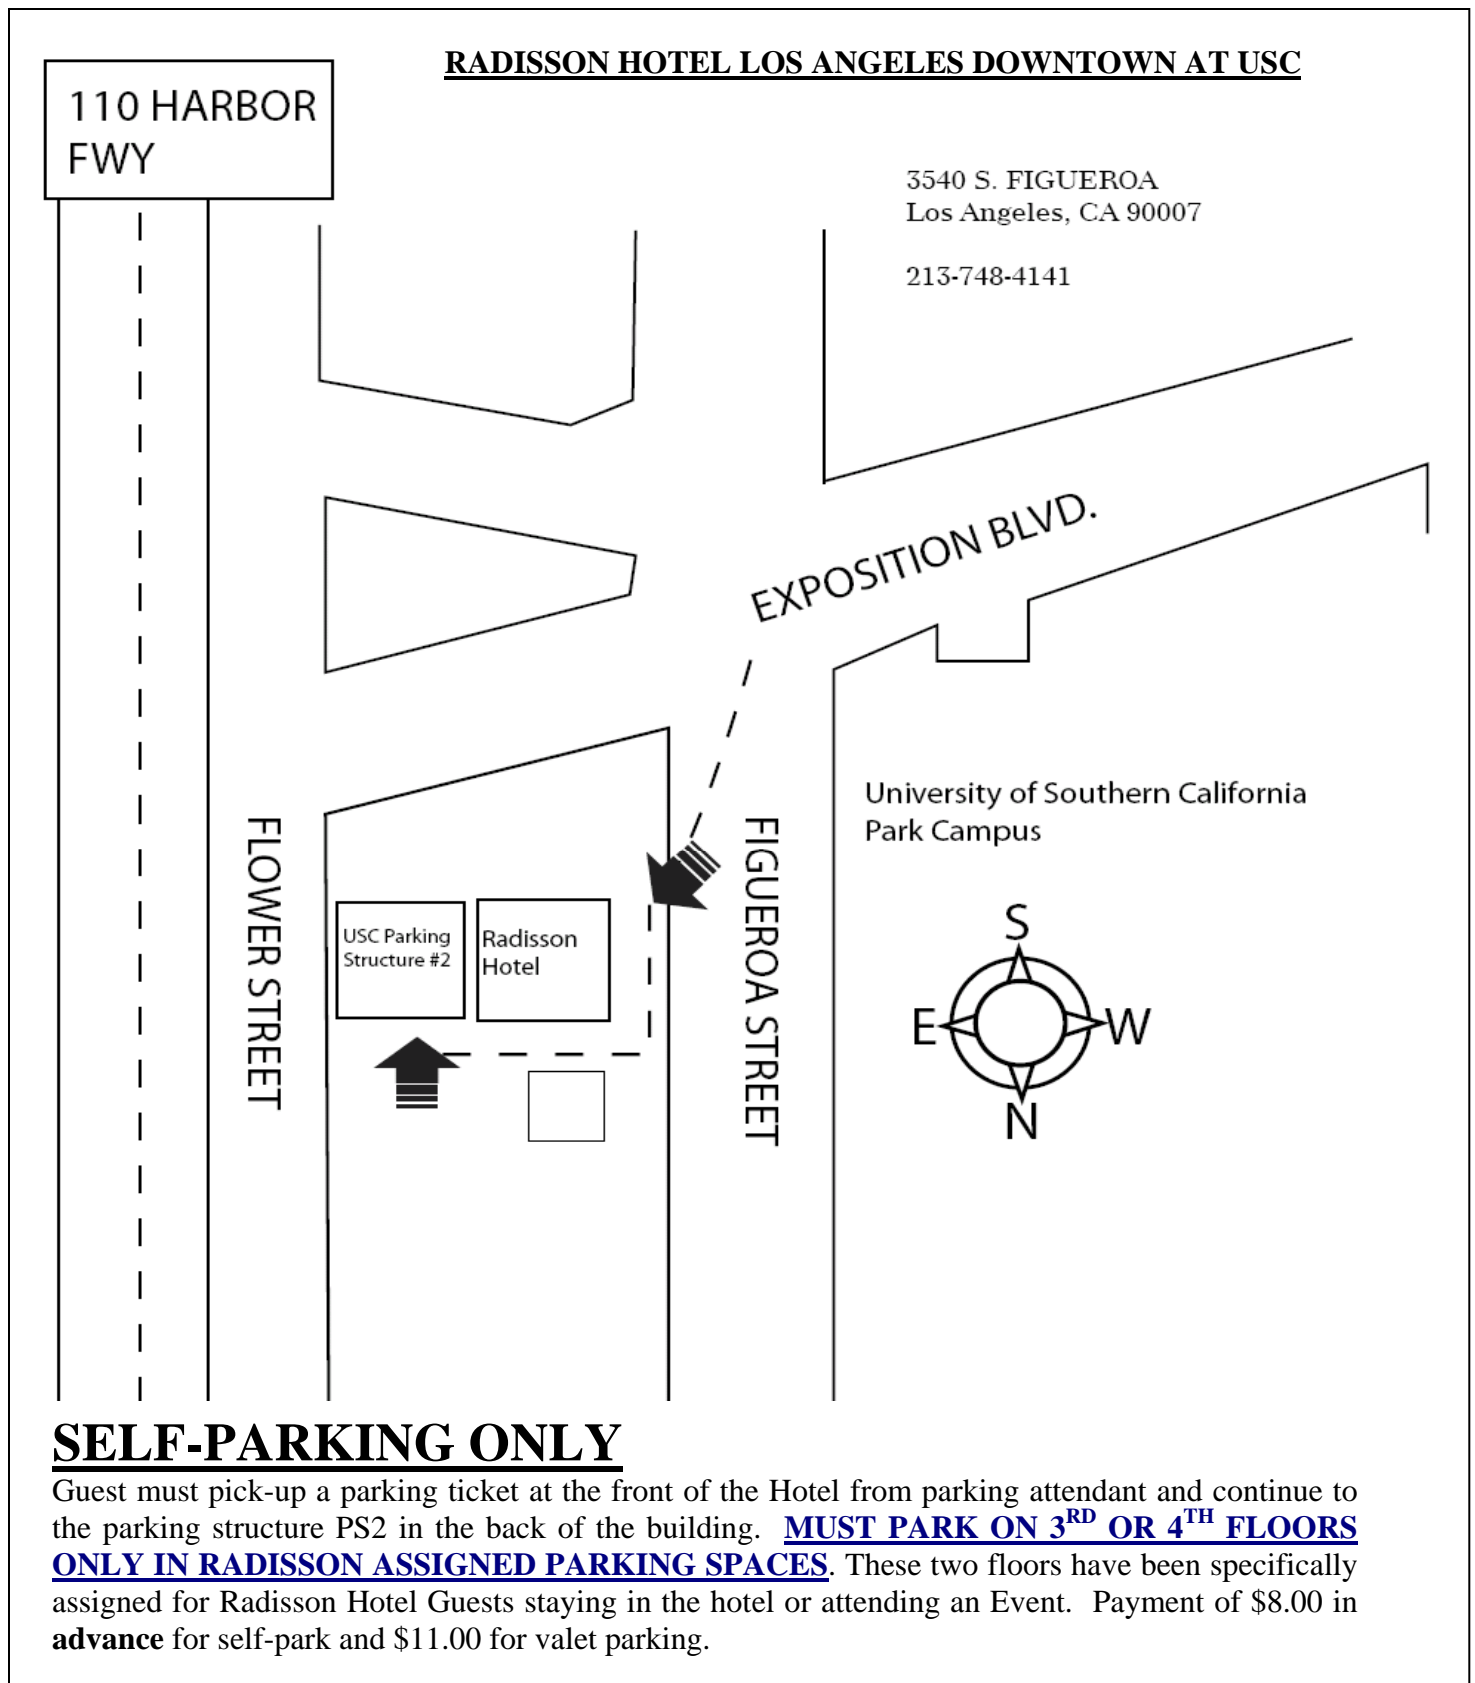 RADISSON HOTEL LOS ANGELES DOWNTOWN AT USC
110 HARBOR
FWY
3540 S. FIGUEROA
Los Angeles, CA 90007
213-748-4141
EXPOSITION BLVD.
University of Southern California
Park Campus
FLOWER STREET
FIGUEROA STREET
USC Parking
Structure #2
Radisson
Hotel
S
E
W
N
SELF-PARKING ONLY
Guest must pick-up a parking ticket at the front of the Hotel from parking attendant and continue to
the parking structure PS2 in the back of the building. MUST PARK ON 3RD OR 4TH FLOORS
ONLY IN RADISSON ASSIGNED PARKING SPACES. These two floors have been specifically
assigned for Radisson Hotel Guests staying in the hotel or attending an Event. Payment of $8.00 in
advance for self-park and $11.00 for valet parking.